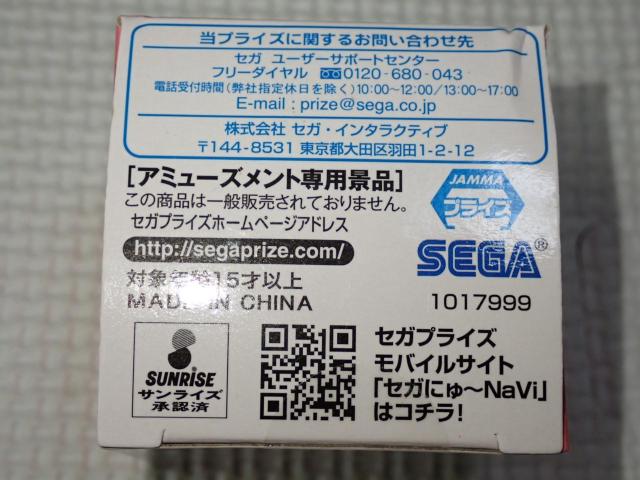 当プライズに関するお問い合わせ先
セガ ユーザーサポートセンター
フリーダイヤル 0120-680-043
電話受付時間(弊社指定休日を除く)10:00~12:00/13:00~17:00
E-mail : prize@sega.co.jp
株式会社 セガ・インタラクティブ
〒144-8531 東京都大田区羽田1-2-12
[アミューズメント専用景品]
この商品は一般販売されておりません。
セガプライズホームページアドレス
http://segaprize.com/
対象年齢15才以上
MADE IN CHINA
JAMMA
プライズ
SEGA®
1017999
SUNRISE
サンライズ
承認済
セガプライズ
モバイルサイト
「セガにゅ~NaVi」
はコチラ!